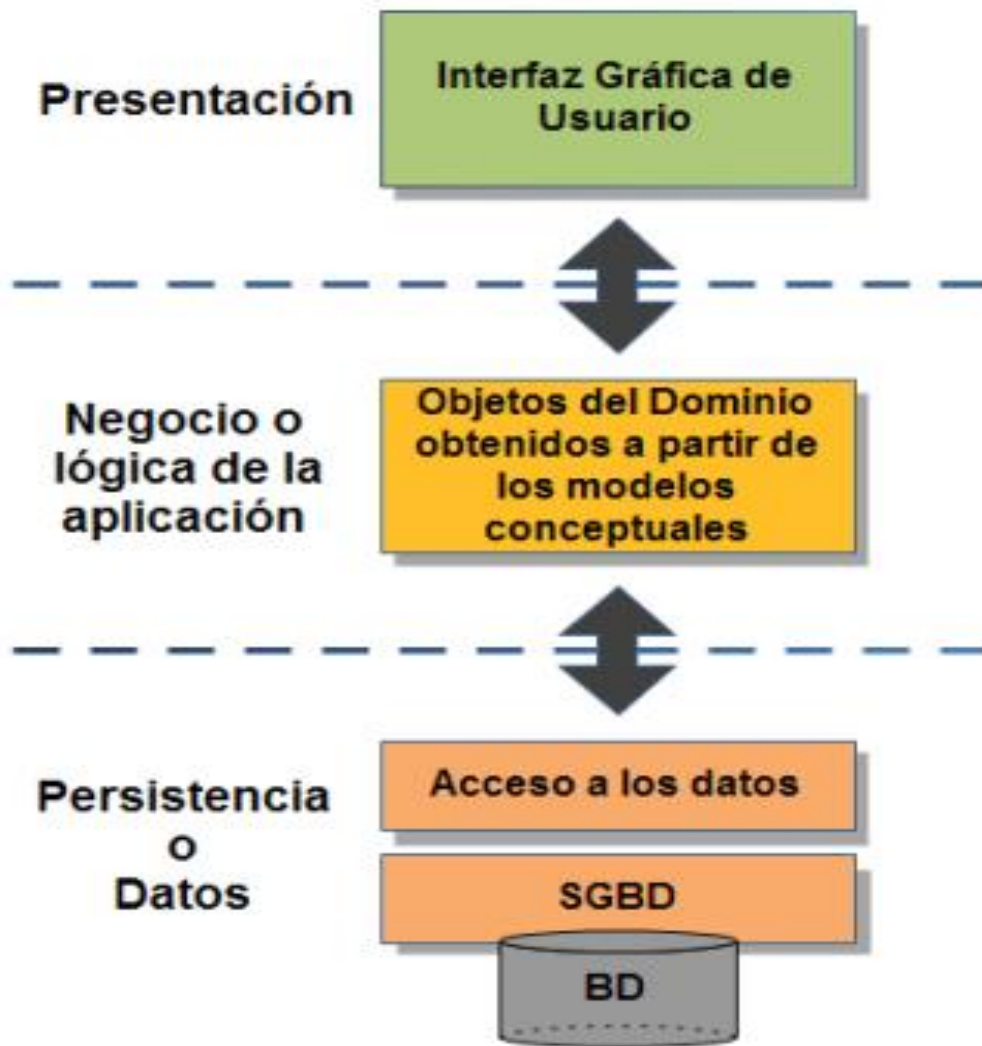 Presentación
Interfaz Gráfica de
Usuario
Negocio o
lógica de la
aplicación
Objetos del Dominio
obtenidos a partir de
los modelos
conceptuales
Persistencia
o
Datos
Acceso a los datos
SGBD
BD